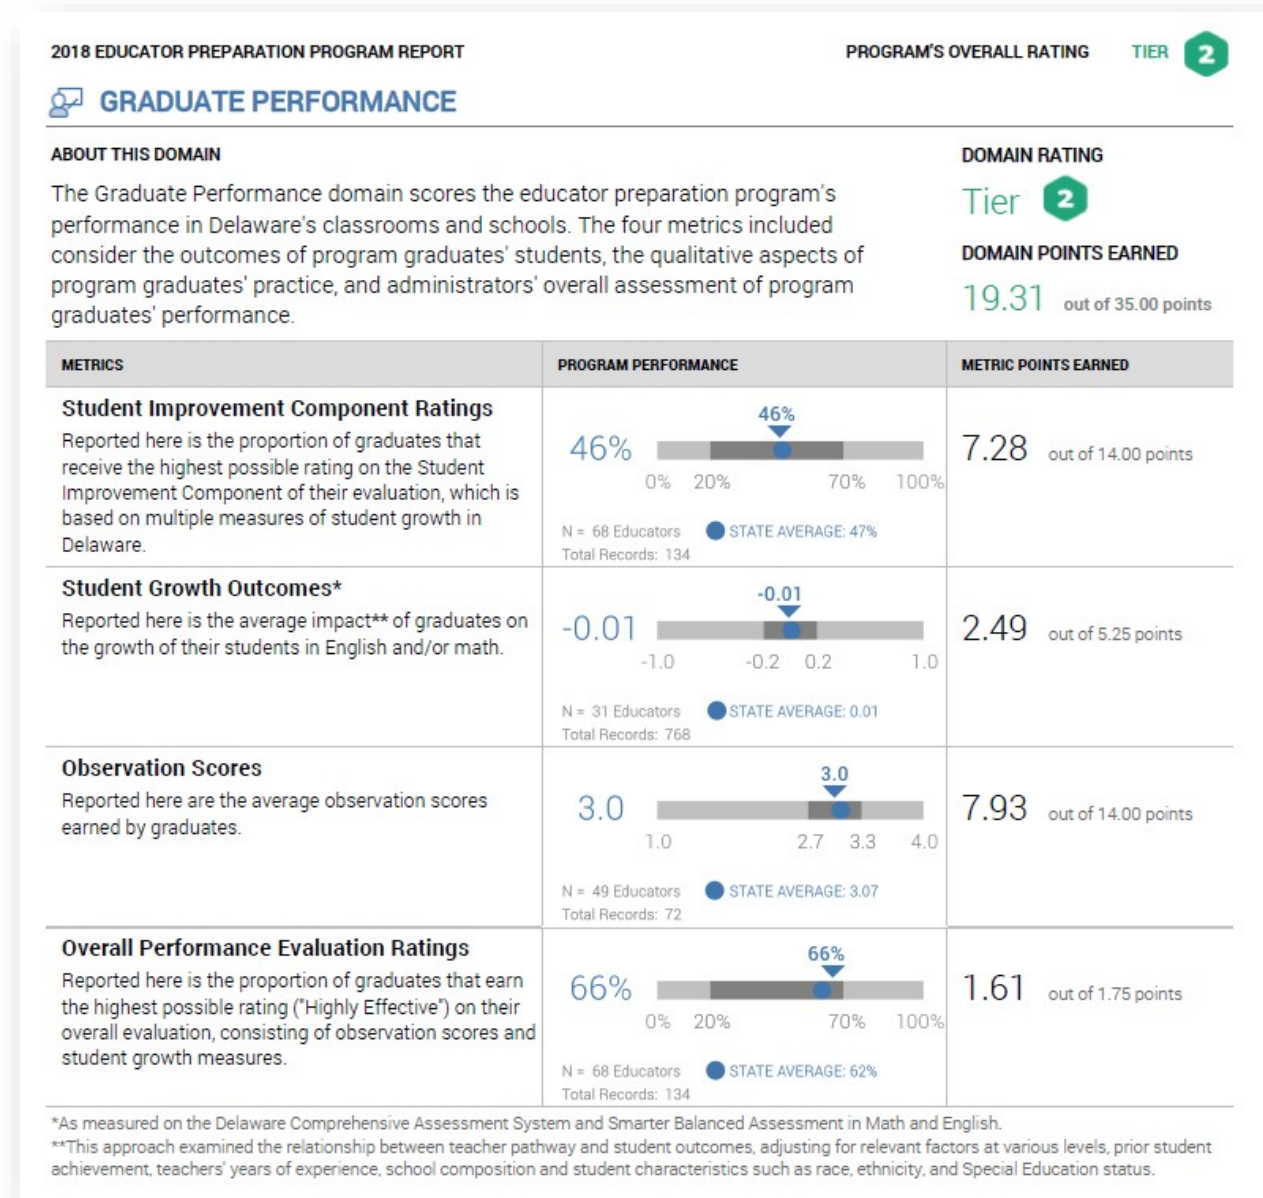 2018 EDUCATOR PREPARATION PROGRAM REPORT
PROGRAM'S OVERALL RATING TIER 2
GRADUATE PERFORMANCE
ABOUT THIS DOMAIN
The Graduate Performance domain scores the educator preparation program's
performance in Delaware's classrooms and schools. The four metrics included
consider the outcomes of program graduates' students, the qualitative aspects of
program graduates' practice, and administrators' overall assessment of program
graduates' performance.
DOMAIN RATING
Tier 2
DOMAIN POINTS EARNED
19.31 out of 35.00 points
METRICS PROGRAM PERFORMANCE METRIC POINTS EARNED
Student Improvement Component Ratings
Reported here is the proportion of graduates that
receive the highest possible rating on the Student
Improvement Component of their evaluation, which is
based on multiple measures of student growth in
Delaware.
46%
46%
0% 20% 70% 100%
N = 68 Educators STATE AVERAGE: 47%
Total Records: 134
7.28 out of 14.00 points
Student Growth Outcomes*
Reported here is the average impact** of graduates on
the growth of their students in English and/or math.
-0.01
-0.01
-1.0 -0.2 0.2 1.0
N = 31 Educators STATE AVERAGE: 0.01
Total Records: 768
2.49 out of 5.25 points
Observation Scores
Reported here are the average observation scores
earned by graduates.
3.0
3.0
1.0 2.7 3.3 4.0
N = 49 Educators STATE AVERAGE: 3.07
Total Records: 72
7.93 out of 14.00 points
Overall Performance Evaluation Ratings
Reported here is the proportion of graduates that earn
the highest possible rating ("Highly Effective") on their
overall evaluation, consisting of observation scores and
student growth measures.
66%
66%
0% 20% 70% 100%
N = 68 Educators STATE AVERAGE: 62%
Total Records: 134
1.61 out of 1.75 points
*As measured on the Delaware Comprehensive Assessment System and Smarter Balanced Assessment in Math and English.
**This approach examined the relationship between teacher pathway and student outcomes, adjusting for relevant factors at various levels, prior student
achievement, teachers' years of experience, school composition and student characteristics such as race, ethnicity, and Special Education status.